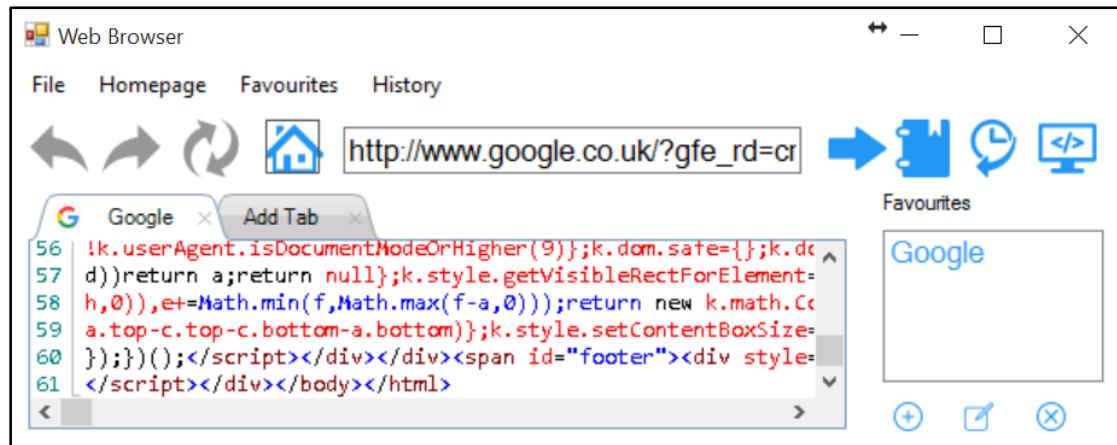 Web Browser
File Homepage Favourites History
http://www.google.co.uk/?gfe_rd=cr
</>
Google Add Tab
Favourites
56 !k.userAgent.isDocumentModeOrHigher(9)};k.dom.safe={};k.dc
57 d))return a;return null};k.style.getVisibleRectForElement=
58 h,0)),e+=Math.min(f,Math.max(f-a,0)));return new k.math.Co
59 a.top-c.top-c.bottom-a.bottom)};k.style.setContentBoxSize=
60 });})();</script></div></div><span id="footer"><div style=
61 </script></div></body></html>
Google